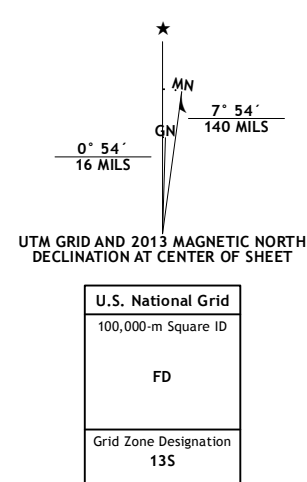 ★
MN
7° 54´
140 MILS
GN
0° 54´
16 MILS
UTM GRID AND 2013 MAGNETIC NORTH
DECLINATION AT CENTER OF SHEET
U.S. National Grid
100,000-m Square ID
FD
Grid Zone Designation
13S